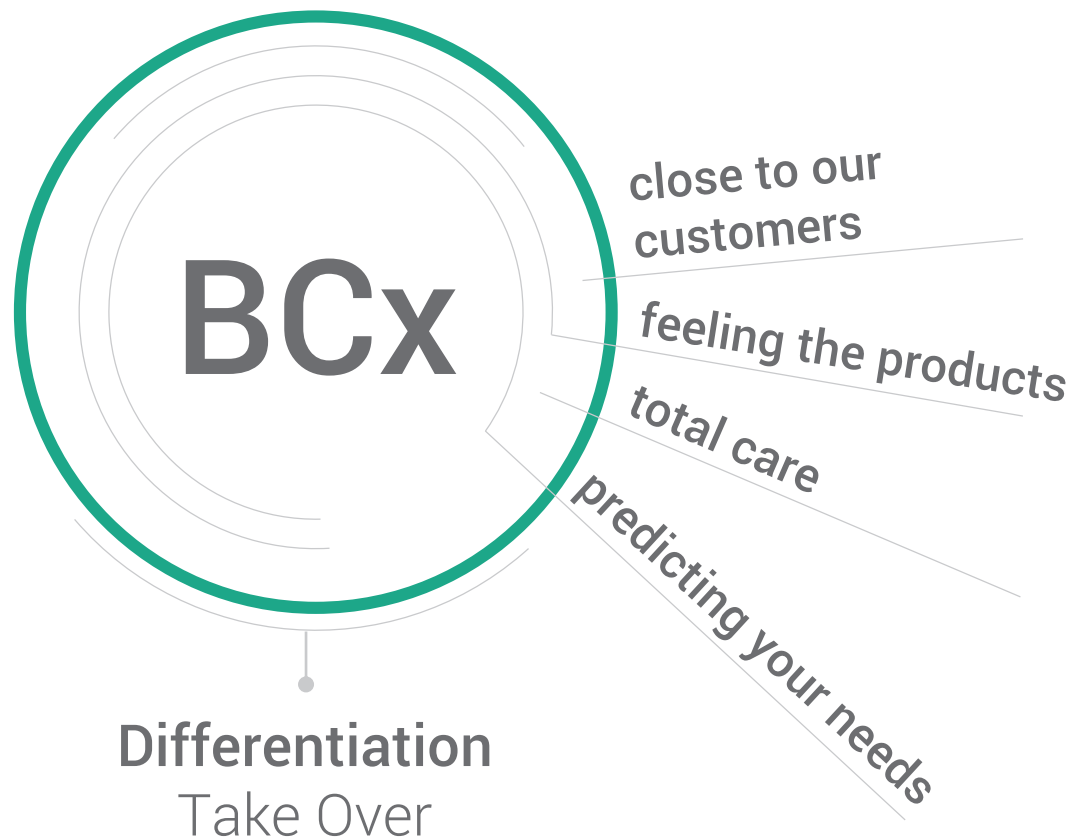 BCx
close to our
customers
feeling the products
total care
predicting your needs
Differentiation
Take Over